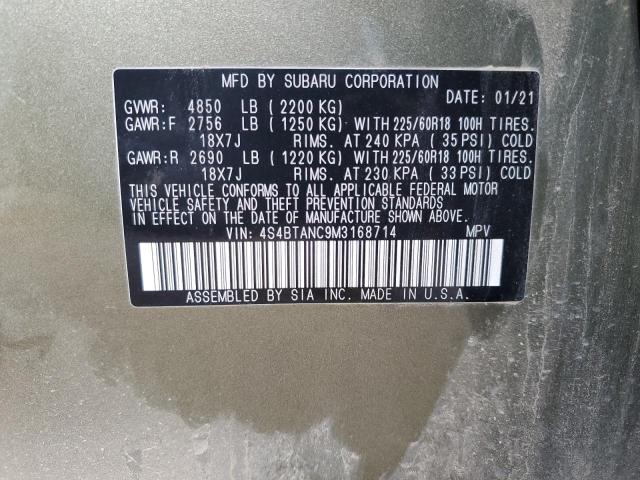 MFD BY SUBARU CORPORATION
DATE: 01/21
GVWR: 4850 LB (2200 KG)
GAWR:F 2756 LB (1250 KG) WITH 225/60R18 100H TIRES.
18X7J RIMS. AT 240 KPA (35 PSI) COLD
GAWR:R 2690 LB (1220 KG) WITH 225/60R18 100H TIRES.
18X7J RIMS. AT 230 KPA (33 PSI) COLD
THIS VEHICLE CONFORMS TO ALL APPLICABLE FEDERAL MOTOR
VEHICLE SAFETY AND THEFT PREVENTION STANDARDS
IN EFFECT ON THE DATE OF MANUFACTURE SHOWN ABOVE.
VIN: 4S4BTANC9M3168714 MPV
ASSEMBLED BY SIA INC. MADE IN U.S.A.